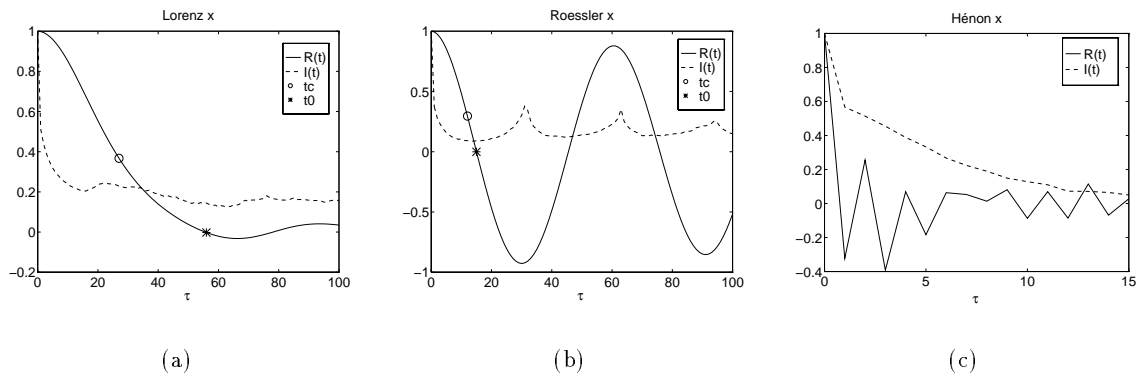 Lorenz x
1
0.8
0.6
0.4
0.2
0
−0.2
0
20
40
60
80
100
τ
R(t)
I(t)
tc
t0
(a)
Roessler x
1
0.5
0
−0.5
−1
0
20
40
60
80
100
τ
R(t)
I(t)
tc
t0
(b)
Hénon x
1
0.8
0.6
0.4
0.2
0
−0.2
−0.4
0
5
10
15
τ
R(t)
I(t)
(c)